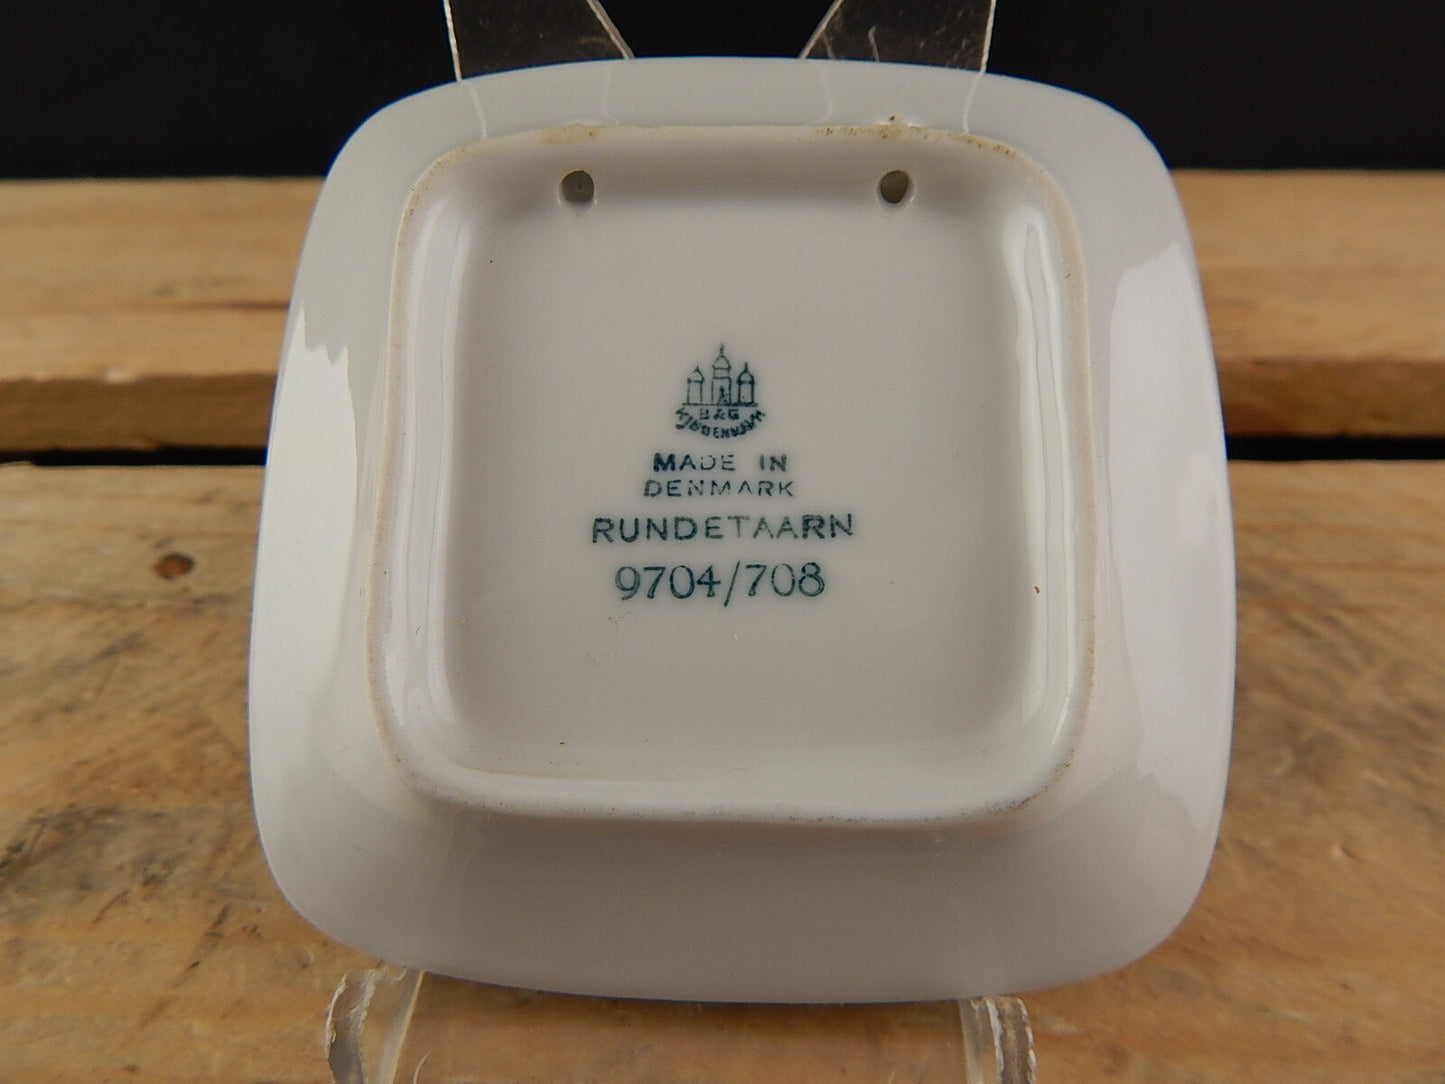 B&G
KJØBENHAVN
MADE IN
DENMARK
RUNDETAARN
9704/708